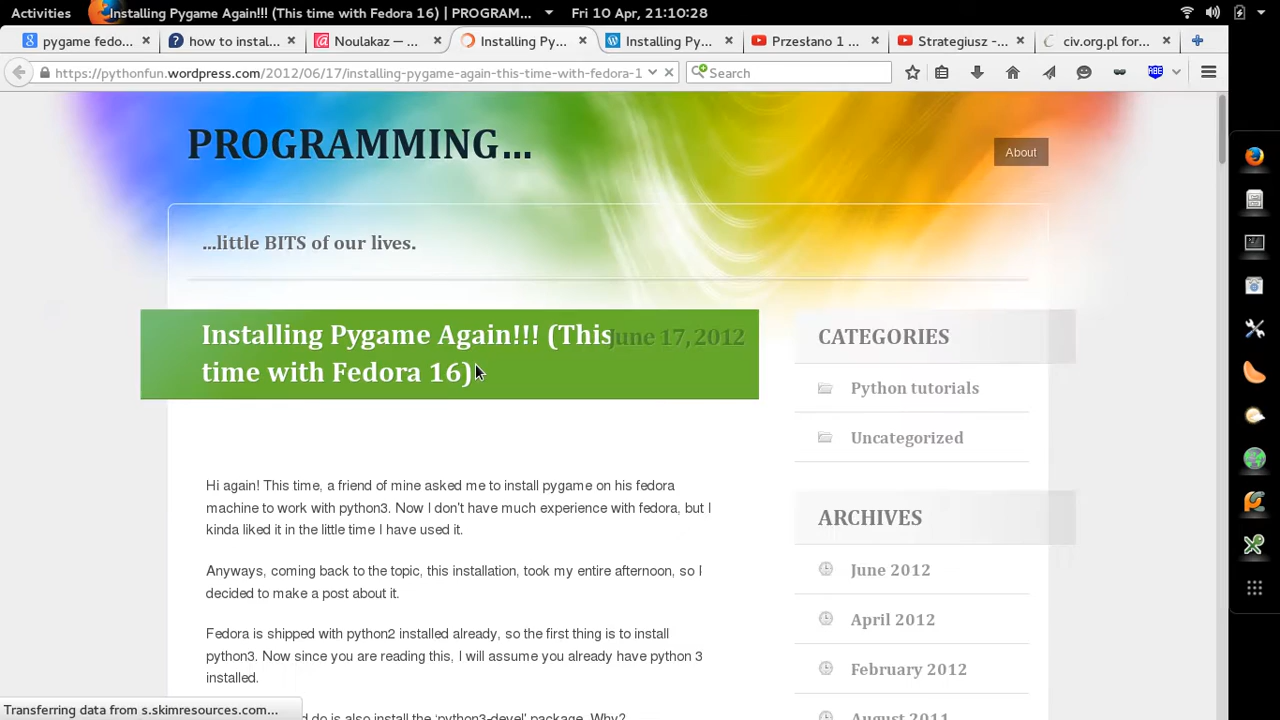 Activities Installing Pygame Again!!! (This time with Fedora 16) | PROGRAM... Fri 10 Apr, 21:10:28
pygame fedo... how to instal... Noulakaz — ... Installing Py... Installing Py... Przesłano 1 ... Strategiusz -... civ.org.pl for...
https://pythonfun.wordpress.com/2012/06/17/installing-pygame-again-this-time-with-fedora-1 Search ABE
PROGRAMMING...
About
...little BITS of our lives.
Installing Pygame Again!!! (This June 17, 2012
time with Fedora 16)
CATEGORIES
Python tutorials
Uncategorized
ARCHIVES
June 2012
April 2012
February 2012
August 2011
Hi again! This time, a friend of mine asked me to install pygame on his fedora
machine to work with python3. Now I don't have much experience with fedora, but I
kinda liked it in the little time I have used it.
Anyways, coming back to the topic, this installation, took my entire afternoon, so I
decided to make a post about it.
Fedora is shipped with python2 installed already, so the first thing is to install
python3. Now since you are reading this, I will assume you already have python 3
installed.
do is also install the 'python3-devel' package. Why?
Transferring data from s.skimresources.com...